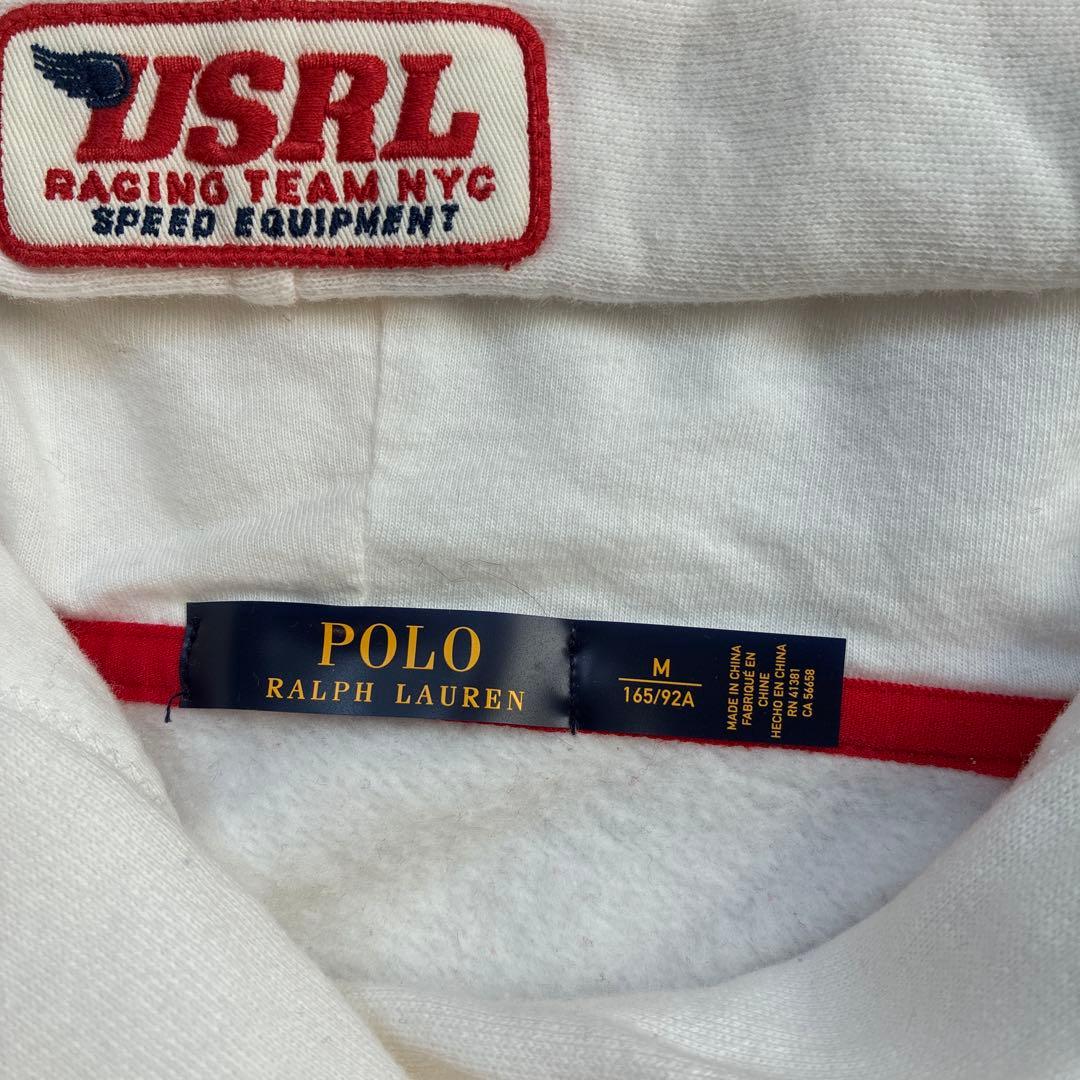 USRL
RACING TEAM NYC
SPEED EQUIPMENT
POLO
RALPH LAUREN
M
165/92A
MADE IN CHINA
FABRIQUÉ EN
CHINE
HECHO EN CHINA
RN 41381
CA 56658